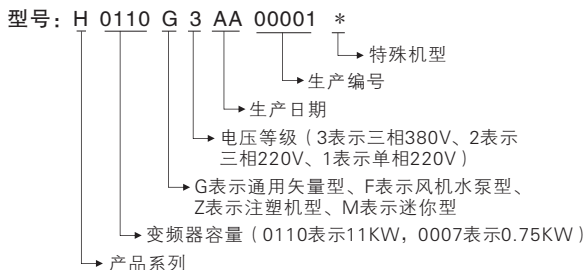 型号: H 0110 G 3 AA 00001 *
特殊机型
生产编号
生产日期
电压等级（3表示三相380V、2表示
三相220V、1表示单相220V）
G表示通用矢量型、F表示风机水泵型、
Z表示注塑机型、M表示迷你型
变频器容量（0110表示11KW，0007表示0.75KW）
产品系列